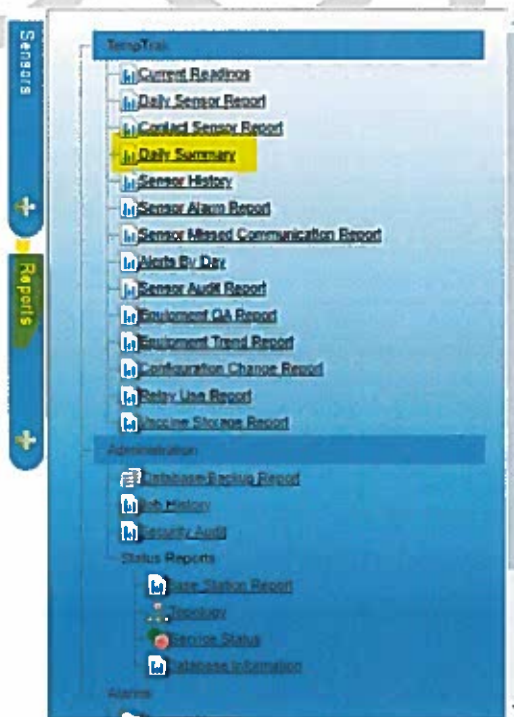 Sensors
Reports
TempTrak
Current Readings
Daily Sensor Report
Contact Sensor Report
Daily Summary
Sensor History
Sensor Alarm Report
Sensor Missed Communication Report
Alerts By Day
Sensor Audit Report
Equipment QA Report
Equipment Trend Report
Configuration Change Report
Relay Use Report
Vaccine Storage Report
Administration
Database Backup Report
Job History
Security Audit
Status Reports
Base Station Report
Topology
Service Status
Database Information
Alarms